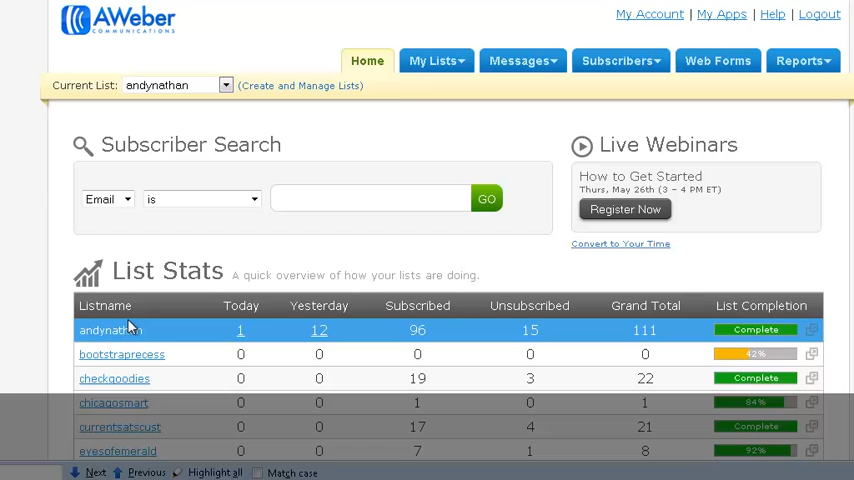 AWeber
COMMUNICATIONS
My Account | My Apps | Help | Logout
Home My Lists Messages Subscribers Web Forms Reports
Current List: andynathan (Create and Manage Lists)
Subscriber Search
Email is GO
Live Webinars
How to Get Started
Thurs, May 26th (3 – 4 PM ET)
Register Now
Convert to Your Time
List Stats A quick overview of how your lists are doing.
Listname Today Yesterday Subscribed Unsubscribed Grand Total List Completion
andynathan 1 12 96 15 111 Complete
bootstraprecess 0 0 0 0 0 42%
checkgoodies 0 0 19 3 22 Complete
chicagosmart 0 0 1 0 1 84%
currentsatscust 0 0 17 4 21 Complete
eyesofemerald 0 0 7 1 8 92%
Next Previous Highlight all Match case